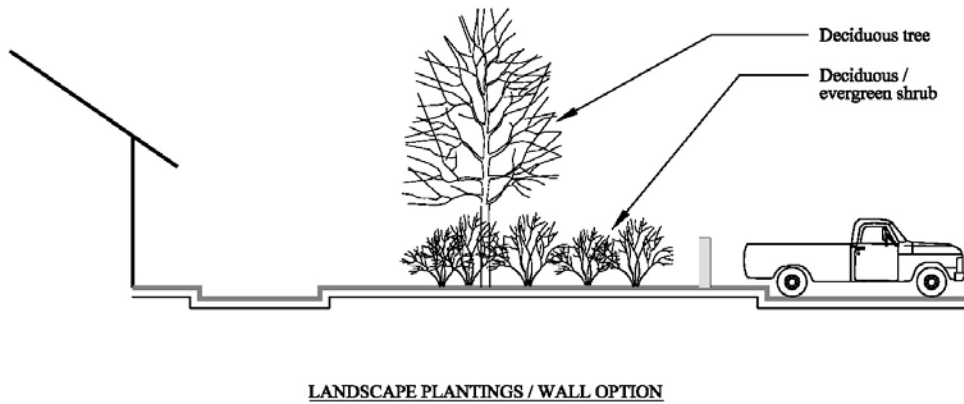 Deciduous tree
Deciduous /
evergreen shrub
LANDSCAPE PLANTINGS / WALL OPTION